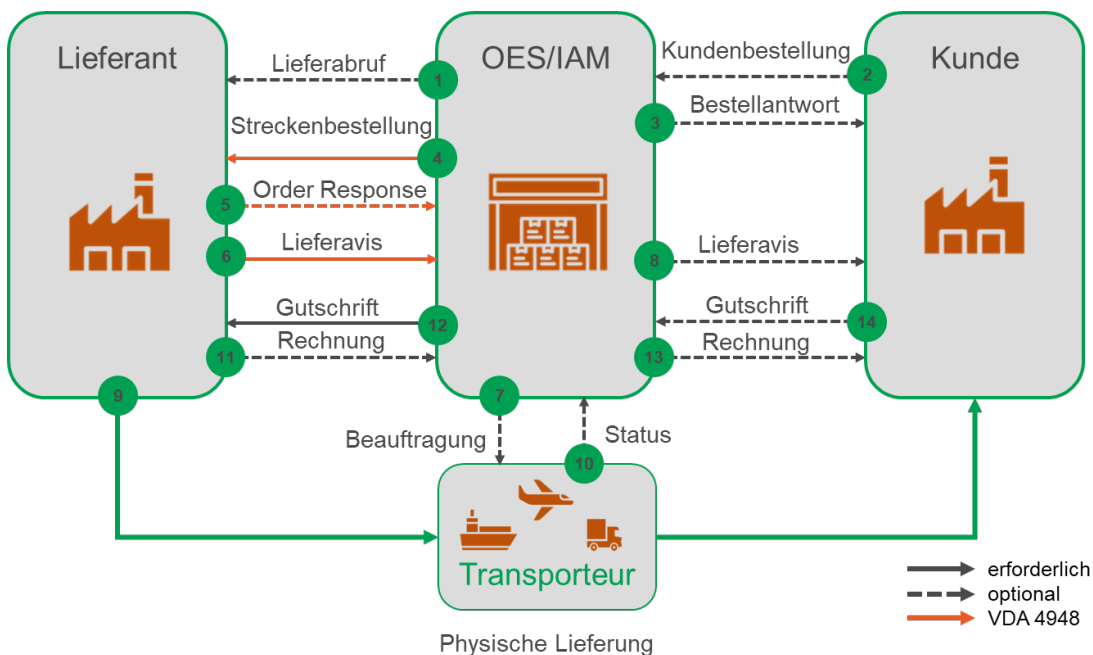 Lieferant
OES/IAM
Kunde
Lieferabruf
1
Kundenbestellung
2
3
Bestellantwort
Streckenbestellung
4
5
Order Response
6
Lieferavis
8
Lieferavis
Gutschrift
12
Gutschrift
14
11
Rechnung
13
Rechnung
9
7
Beauftragung
Status
10
Transporteur
Physische Lieferung
erforderlich
optional
VDA 4948